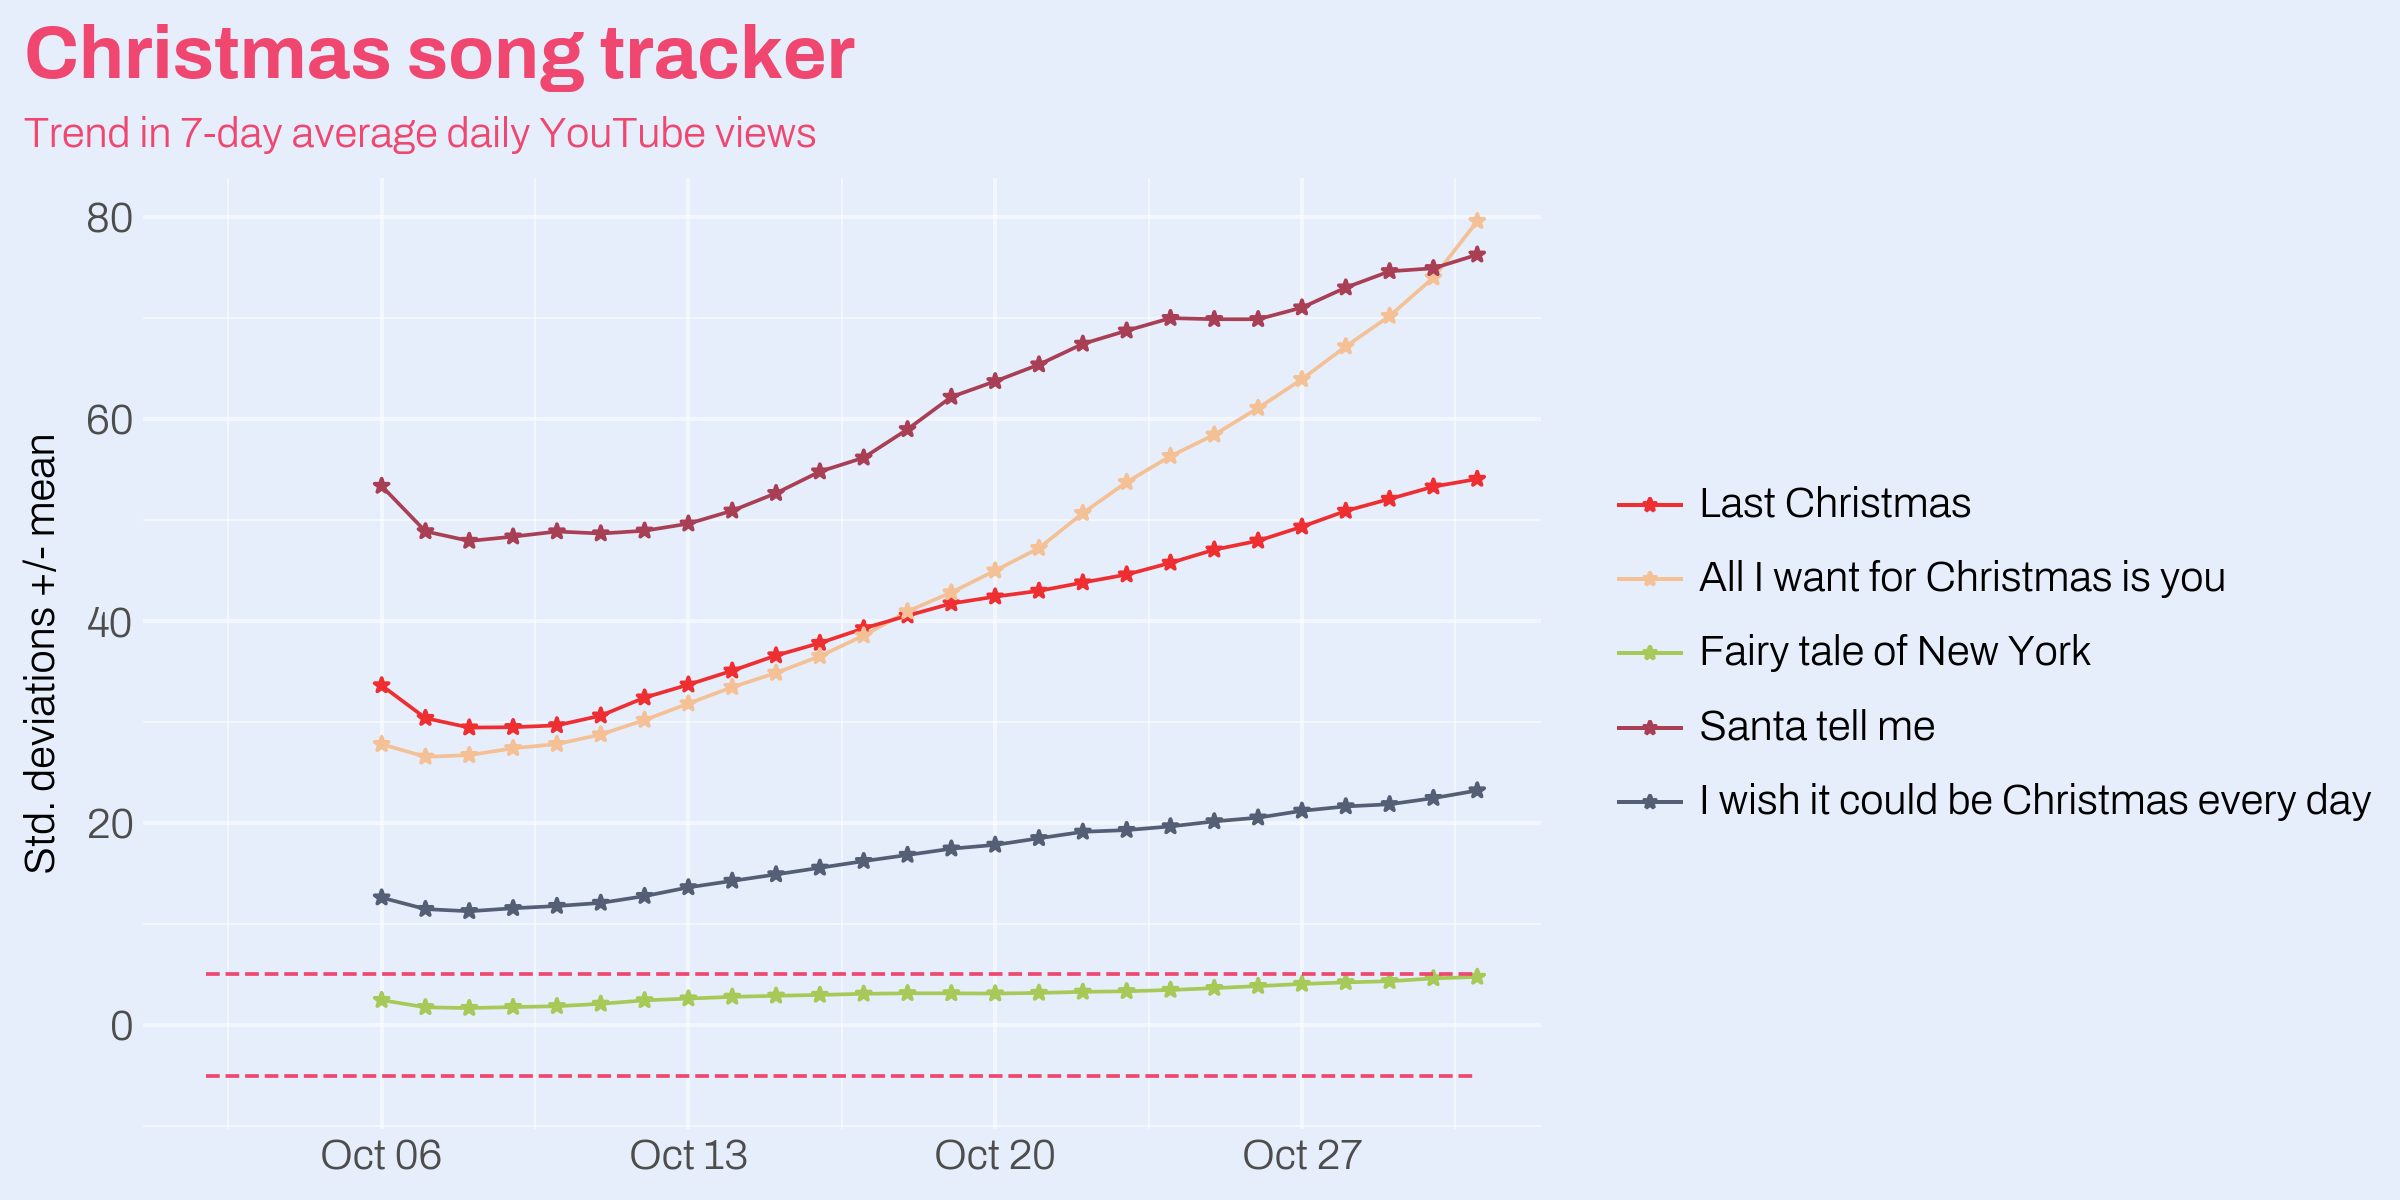 Christmas song tracker
Trend in 7-day average daily YouTube views
Std. deviations +/- mean
80
60
40
20
0
Oct 06
Oct 13
Oct 20
Oct 27
Last Christmas
All I want for Christmas is you
Fairy tale of New York
Santa tell me
I wish it could be Christmas every day